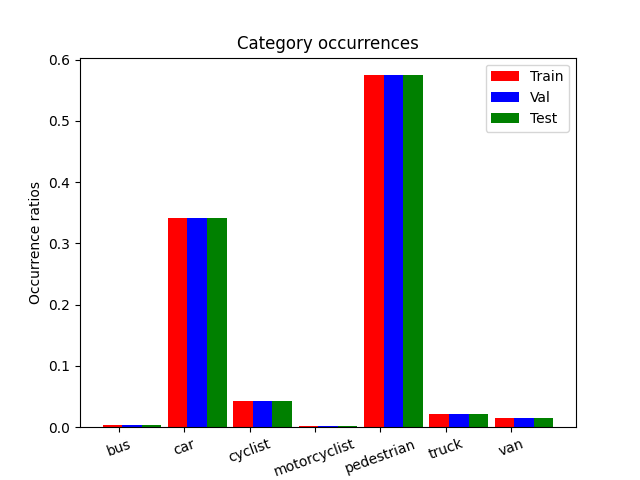 Category occurrences
Train
Val
Test
Occurrence ratios
0.6
0.5
0.4
0.3
0.2
0.1
0.0
bus
car
cyclist
motorcyclist
pedestrian
truck
van